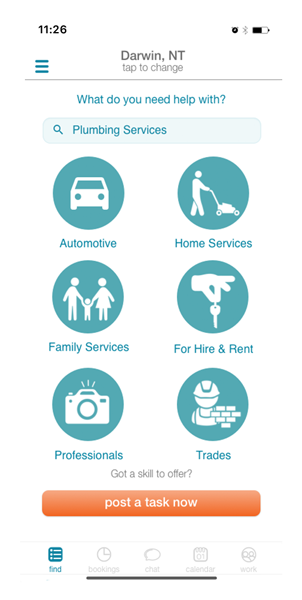 11:26
Darwin, NT
tap to change
What do you need help with?
Plumbing Services
Automotive
Home Services
Family Services
For Hire & Rent
Professionals
Trades
Got a skill to offer?
post a task now
find
bookings
chat
calendar
work